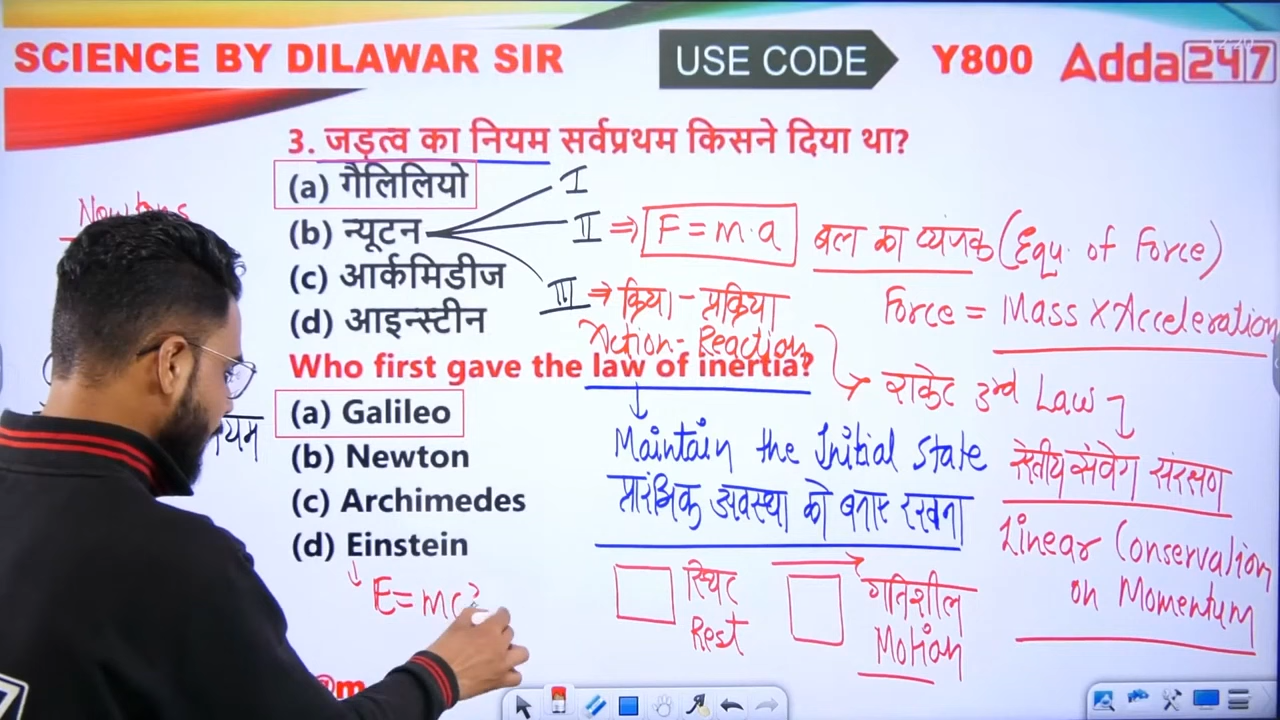 SCIENCE BY DILAWAR SIR
USE CODE
Y800
Adda247
3. जड़त्व का नियम सर्वप्रथम किसने दिया था?
(a) गैलिलियो
(b) न्यूटन
(c) आर्कमिडीज
(d) आइन्स्टीन
I
II ⇒ F = m.a बल का व्यंजक (Equ. of Force)
Force = Mass X Acceleration
III ⇒ क्रिया - प्रक्रिया
Action - Reaction
राकेट 3rd Law
रेखीय संवेग संरक्षण
Linear Conservation
on Momentum
Who first gave the law of inertia?
(a) Galileo
(b) Newton
(c) Archimedes
(d) Einstein
E = mc²
Maintain the Initial State
प्रारंभिक अवस्था को बनाए रखना
स्थिर
Rest
गतिशील
Motion